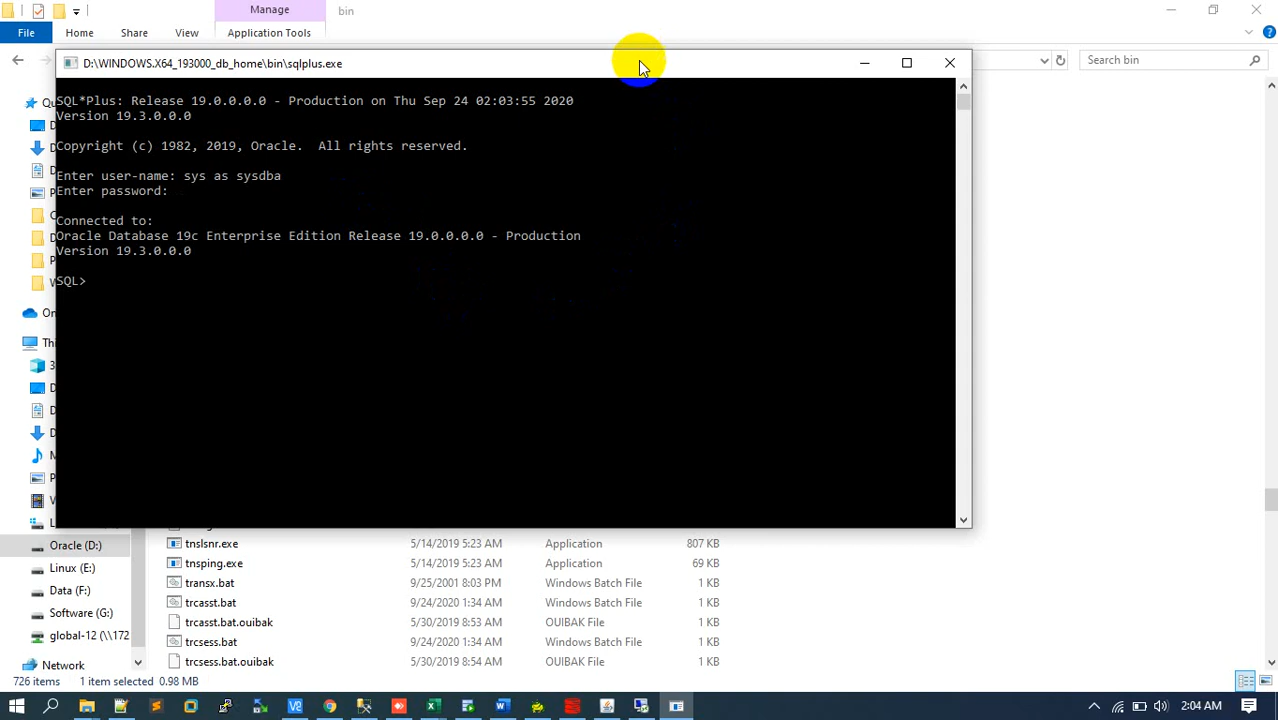 Manage
bin
File
Home
Share
View
Application Tools
Search bin
D:\WINDOWS.X64_193000_db_home\bin\sqlplus.exe
SQL*Plus: Release 19.0.0.0.0 - Production on Thu Sep 24 02:03:55 2020
Version 19.3.0.0.0
Copyright (c) 1982, 2019, Oracle.  All rights reserved.
Enter user-name: sys as sysdba
Enter password:
Connected to:
Oracle Database 19c Enterprise Edition Release 19.0.0.0.0 - Production
Version 19.3.0.0.0
SQL>
tnslsnr.exe 5/14/2019 5:23 AM Application 807 KB
tnsping.exe 5/14/2019 5:23 AM Application 69 KB
transx.bat 9/25/2001 8:03 PM Windows Batch File 1 KB
trcasst.bat 9/24/2020 1:34 AM Windows Batch File 1 KB
trcasst.bat.ouibak 5/30/2019 8:53 AM OUIBAK File 1 KB
trcsess.bat 9/24/2020 1:34 AM Windows Batch File 1 KB
trcsess.bat.ouibak 5/30/2019 8:54 AM OUIBAK File 1 KB
Oracle (D:)
Linux (E:)
Data (F:)
Software (G:)
global-12 (\\172
Network
726 items
1 item selected 0.98 MB
2:04 AM